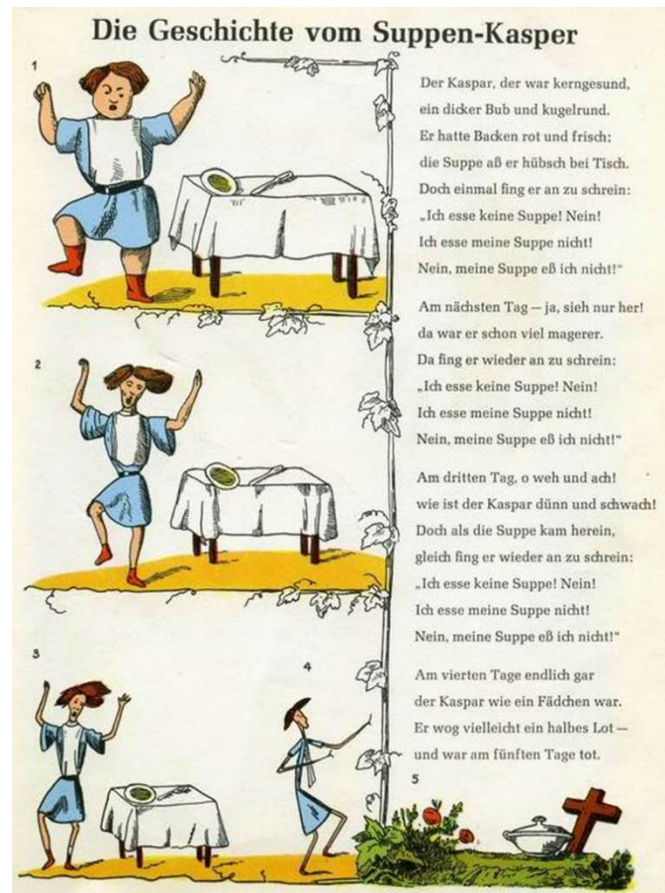 Die Geschichte vom Suppen-Kasper
1
Der Kaspar, der war kerngesund,
ein dicker Bub und kugelrund.
Er hatte Backen rot und frisch;
die Suppe aß er hübsch bei Tisch.
Doch einmal fing er an zu schrein:
„Ich esse keine Suppe! Nein!
Ich esse meine Suppe nicht!
Nein, meine Suppe eß ich nicht!“
Am nächsten Tag — ja, sieh nur her!
da war er schon viel magerer.
2
Da fing er wieder an zu schrein:
„Ich esse keine Suppe! Nein!
Ich esse meine Suppe nicht!
Nein, meine Suppe eß ich nicht!“
Am dritten Tag, o weh und ach!
wie ist der Kaspar dünn und schwach!
Doch als die Suppe kam herein,
gleich fing er wieder an zu schrein:
„Ich esse keine Suppe! Nein!
Ich esse meine Suppe nicht!
Nein, meine Suppe eß ich nicht!“
3
4
Am vierten Tage endlich gar
der Kaspar wie ein Fädchen war.
Er wog vielleicht ein halbes Lot —
und war am fünften Tage tot.
5